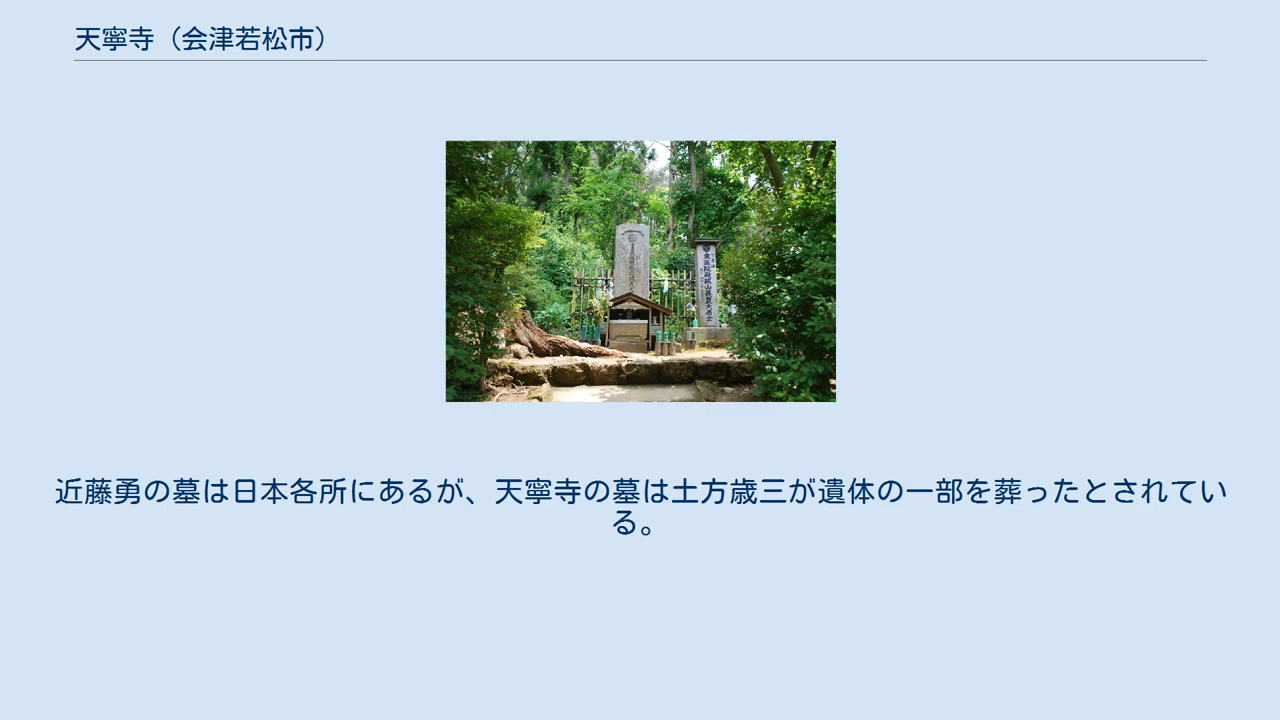 天寧寺（会津若松市）
近藤勇の墓は日本各所にあるが、天寧寺の墓は土方歳三が遺体の一部を葬ったとされてい
る。